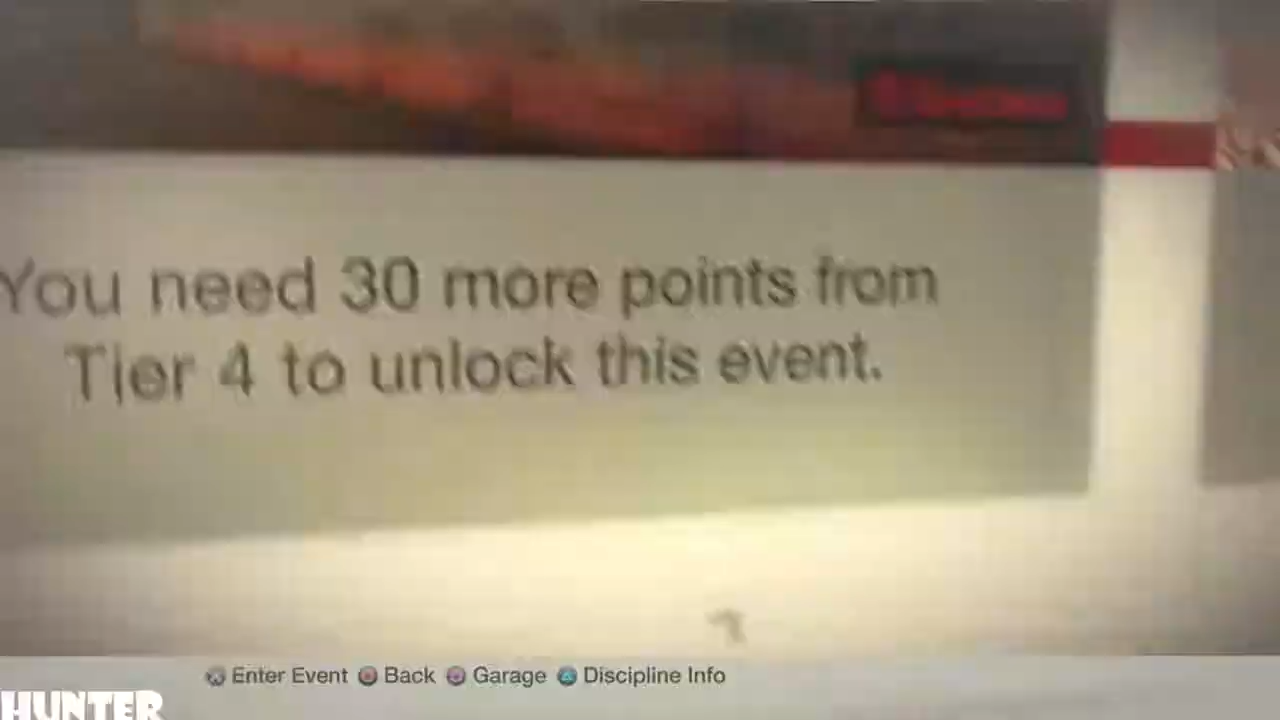 You need 30 more points from
Tier 4 to unlock this event.
Enter Event Back Garage Discipline Info
HUNTER